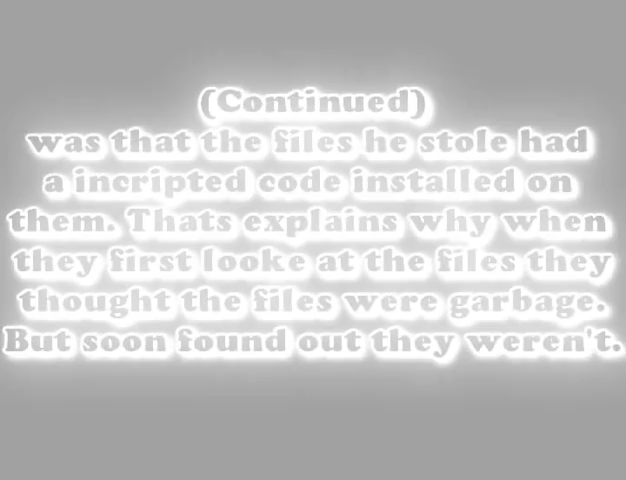 (Continued)
was that the files he stole had
a incripted code installed on
them. Thats explains why when
they first looke at the files they
thought the files were garbage.
But soon found out they weren't.